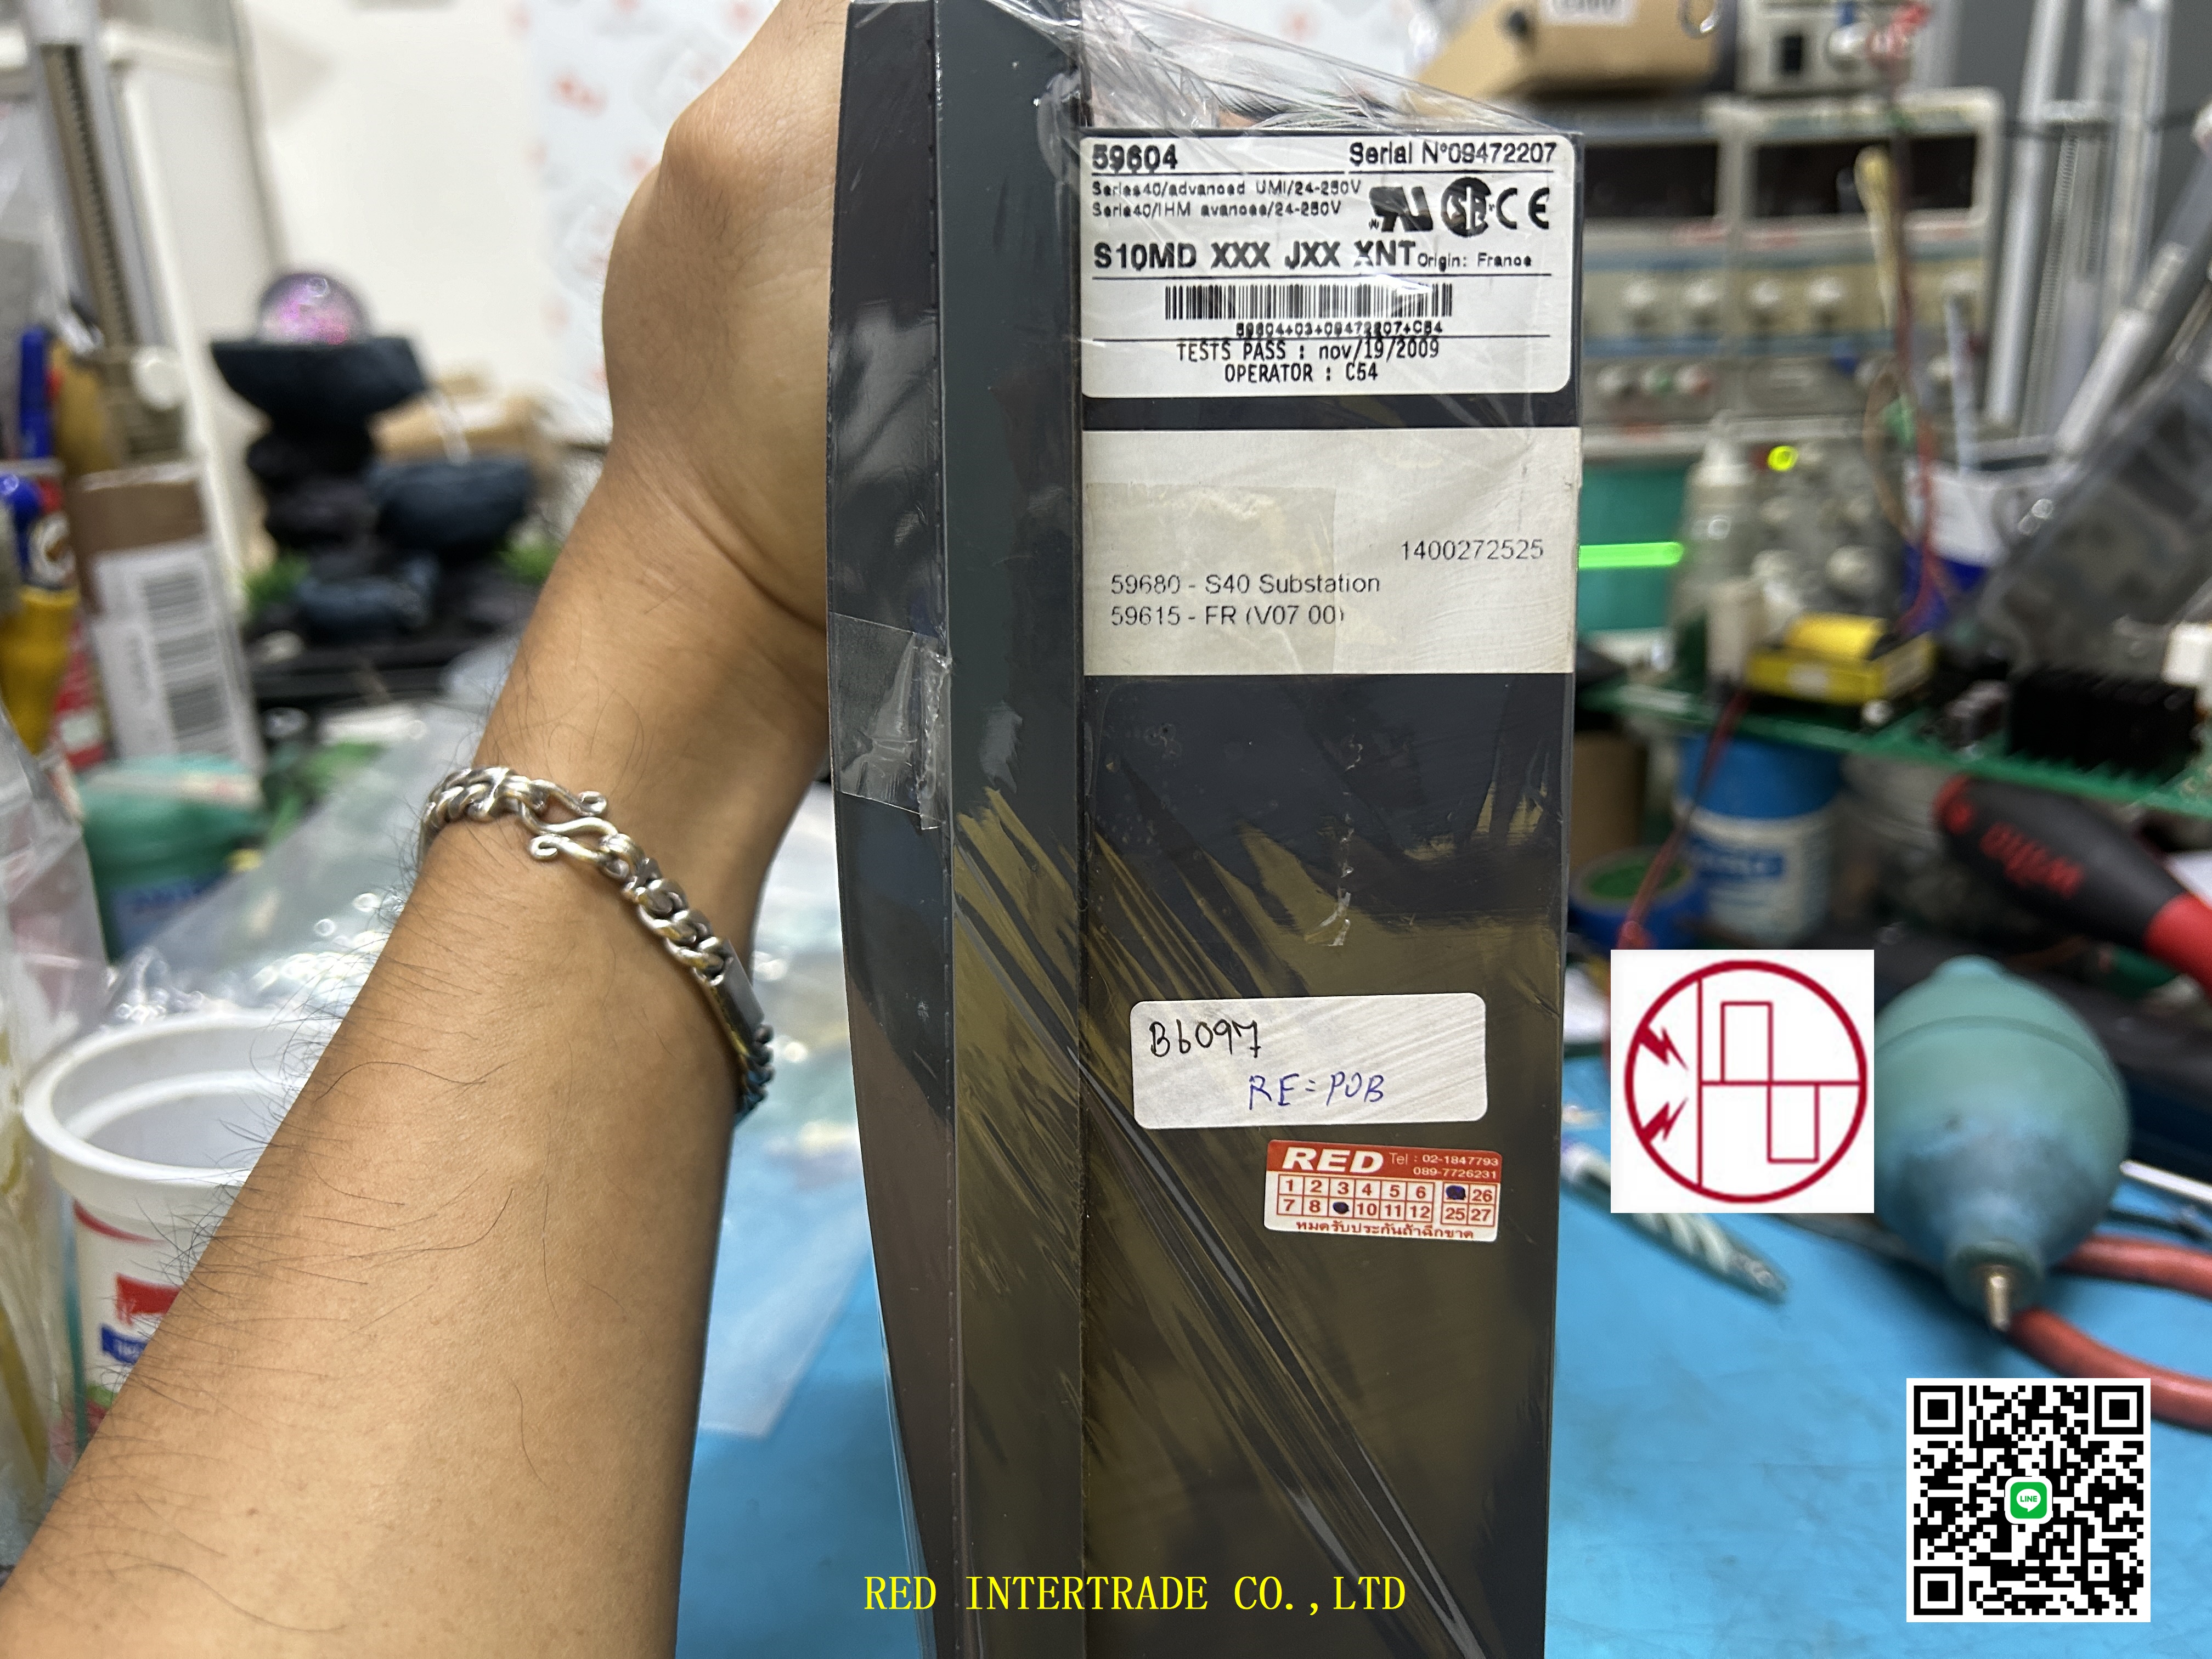 59604 Serial N°09472207
Series40/advanced UMI/24-250V
Serie40/IHM avancee/24-250V
S10MD XXX JXX XNT Origin: France
59604+03+09472207+C54
TESTS PASS : nov/19/2009
OPERATOR : C54
1400272525
59680 - S40 Substation
59615 - FR (V07 00)
B6097
RE=POB
RED Tel : 02-1847793
089-7726231
1 2 3 4 5 6 26
7 8 10 11 12 25 27
หมดรับประกันถ้าฉีกขาด
LINE
RED INTERTRADE CO.,LTD